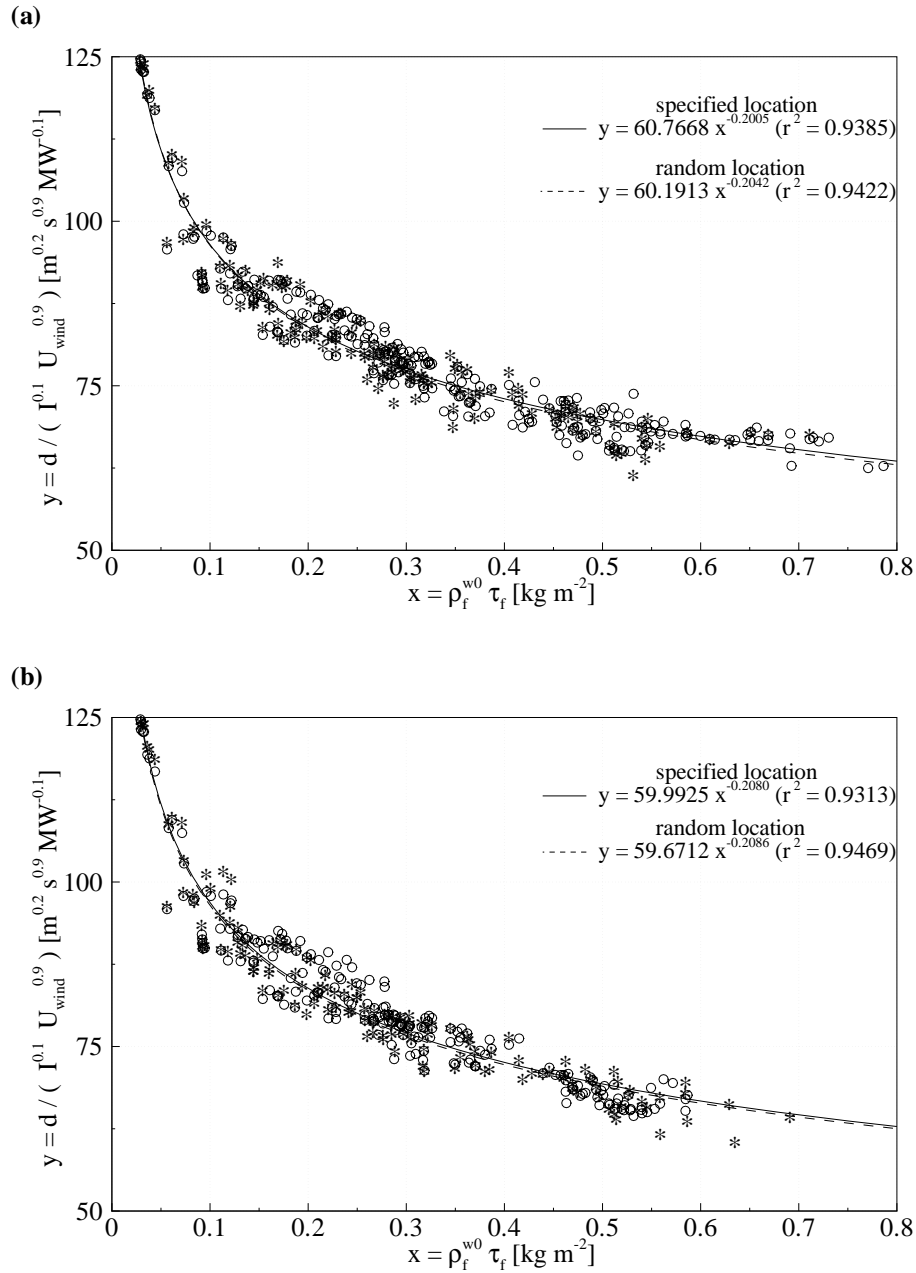 (a)
125
100
75
50
y = d / ( I^0.1 U_wind^0.9 ) [m^0.2 s^0.9 MW^-0.1]
specified location
y = 60.7668 x^-0.2005 (r^2 = 0.9385)
random location
y = 60.1913 x^-0.2042 (r^2 = 0.9422)
0 0.1 0.2 0.3 0.4 0.5 0.6 0.7 0.8
x = ρ_f^w0 τ_f [kg m^-2]
(b)
125
100
75
50
y = d / ( I^0.1 U_wind^0.9 ) [m^0.2 s^0.9 MW^-0.1]
specified location
y = 59.9925 x^-0.2080 (r^2 = 0.9313)
random location
y = 59.6712 x^-0.2086 (r^2 = 0.9469)
0 0.1 0.2 0.3 0.4 0.5 0.6 0.7 0.8
x = ρ_f^w0 τ_f [kg m^-2]